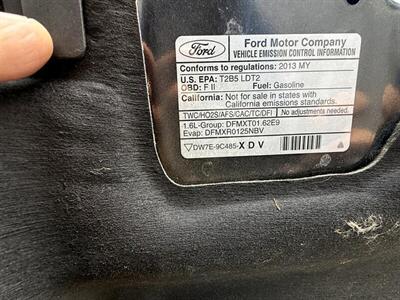 Ford
Ford Motor Company
VEHICLE EMISSION CONTROL INFORMATION
Conforms to regulations: 2013 MY
U.S. EPA: T2B5 LDT2
OBD: F II Fuel: Gasoline
California: Not for sale in states with
California emissions standards.
TWC/HO2S/AFS/CAC/TC/DFI No adjustments needed.
1.6L-Group: DFMXT01.62E9
Evap: DFMXR0125NBV
DW7E-9C485-XDV